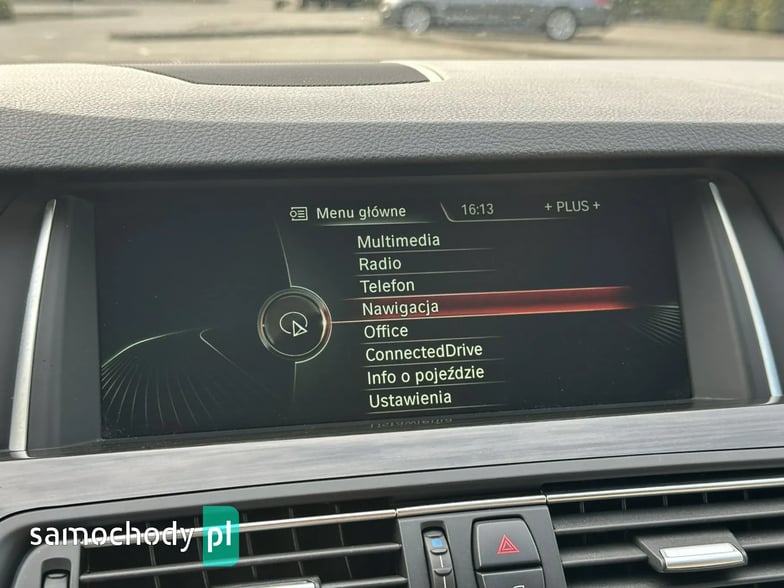 Menu główne 16:13 + PLUS +
Multimedia
Radio
Telefon
Nawigacja
Office
ConnectedDrive
Info o pojeździe
Ustawienia
samochody pl